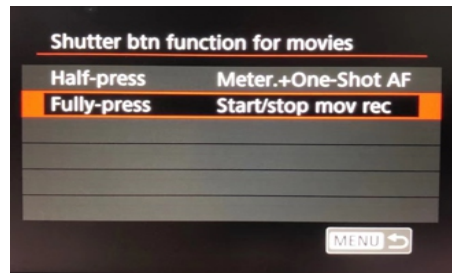 Shutter btn function for movies
Half-press Meter.+One-Shot AF
Fully-press Start/stop mov rec
MENU